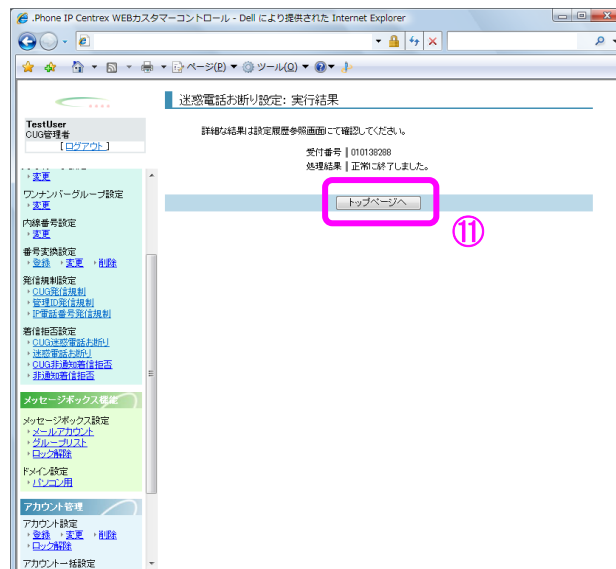 .Phone IP Centrex WEBカスタマーコントロール - Dell により提供された Internet Explorer
ページ(P) ツール(O)
TestUser
CUG管理者
[ログアウト]
変更
ワンナンバーグループ設定
変更
内線番号設定
変更
番号変換設定
登録 変更 削除
発信規制設定
CUG発信規制
管理ID発信規制
IP電話番号発信規制
着信拒否設定
CUG迷惑電話お断り
迷惑電話お断り
CUG非通知着信拒否
非通知着信拒否
メッセージボックス機能
メッセージボックス設定
メールアカウント
グループリスト
ロック解除
ドメイン設定
パソコン用
アカウント管理
アカウント設定
登録 変更 削除
ロック解除
アカウント一括設定
迷惑電話お断り設定: 実行結果
詳細な結果は設定履歴参照画面にて確認してください。
受付番号 010138288
処理結果 正常に終了しました。
トップページへ
⑪